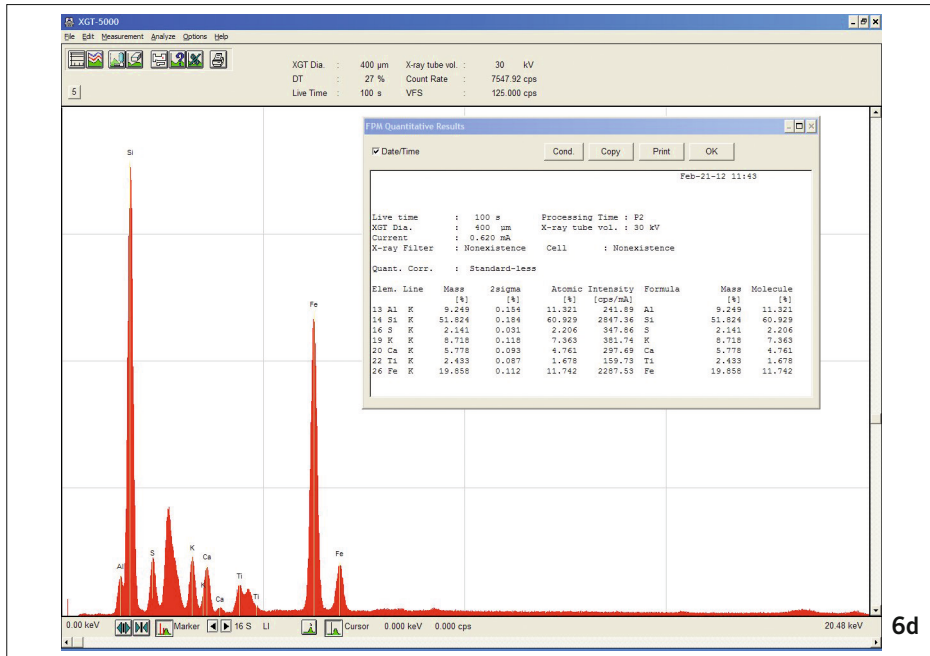 XGT-5000
File Edit Measurement Analyze Options Help
XGT Dia. : 400 µm X-ray tube vol. : 30 kV
DT : 27 % Count Rate : 7547.92 cps
Live Time : 100 s VFS : 125.000 cps
5
FPM Quantitative Results
Date/Time Cond. Copy Print OK
Feb-21-12 11:43
Live time : 100 s Processing Time : P2
XGT Dia. : 400 µm X-ray tube vol. : 30 kV
Current : 0.620 mA
X-ray Filter : Nonexistence Cell : Nonexistence
Quant. Corr. : Standard-less
Elem. Line Mass 2sigma Atomic Intensity Formula Mass Molecule
[%] [%] [%] [cps/mA] [%] [%]
13 Al K 9.249 0.154 11.321 241.89 Al 9.249 11.321
14 Si K 51.824 0.184 60.929 2847.36 Si 51.824 60.929
16 S K 2.141 0.031 2.206 347.86 S 2.141 2.206
19 K K 8.718 0.118 7.363 381.74 K 8.718 7.363
20 Ca K 5.778 0.093 4.761 297.69 Ca 5.778 4.761
22 Ti K 2.433 0.087 1.678 159.73 Ti 2.433 1.678
26 Fe K 19.858 0.112 11.742 2287.53 Fe 19.858 11.742
Si
Fe
Al
S
K
K
Ca
Ca
Ti
Ti
Fe
0.00 keV Marker 16 S LI Cursor 0.000 keV 0.000 cps 20.48 keV
6d